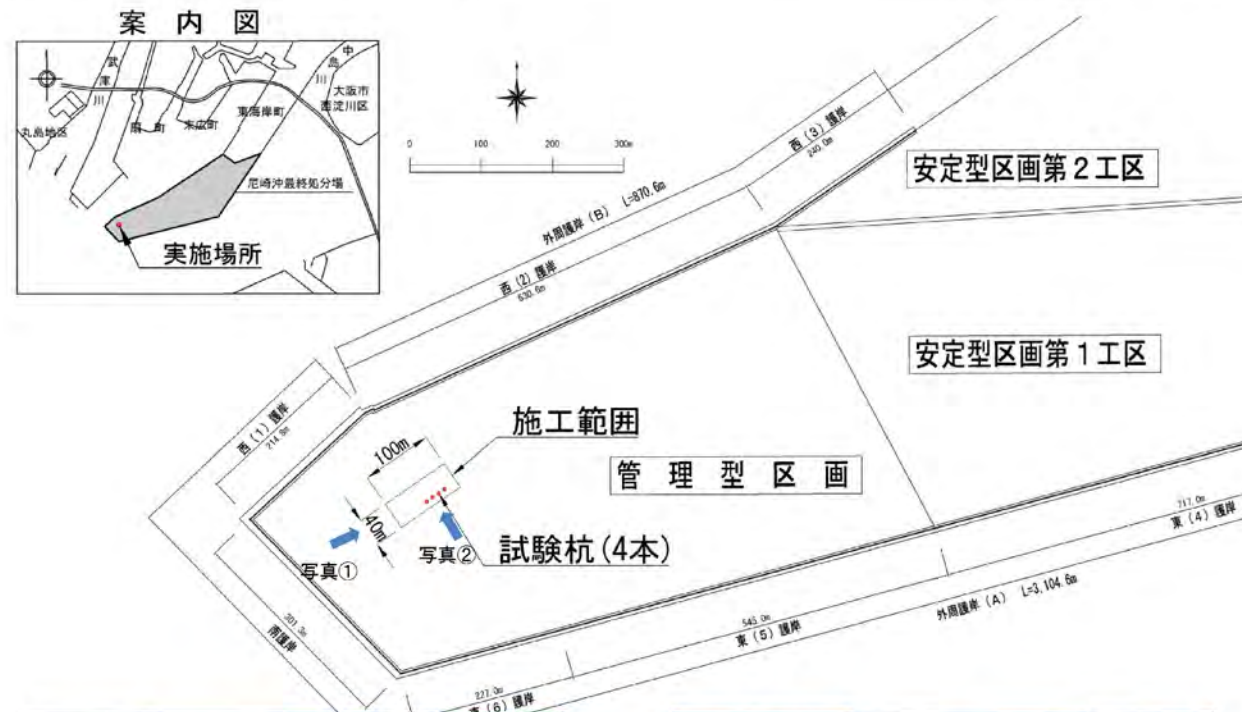 案内図
武庫川
中島川
大阪市
西淀川区
丸島地区
扇町
末広町
東海岸町
尼崎沖最終処分場
実施場所
0 100 200 300m
西(3)護岸
240.0m
外周護岸(B) L=870.6m
西(2)護岸
630.6m
安定型区画第2工区
安定型区画第1工区
西(1)護岸
214.9m
施工範囲
100m
40m
管理型区画
試験杭(4本)
写真①
写真②
301.3m
南護岸
717.0m
東(4)護岸
外周護岸(A) L=3,104.6m
545.0m
東(5)護岸
227.0m
東(6)護岸